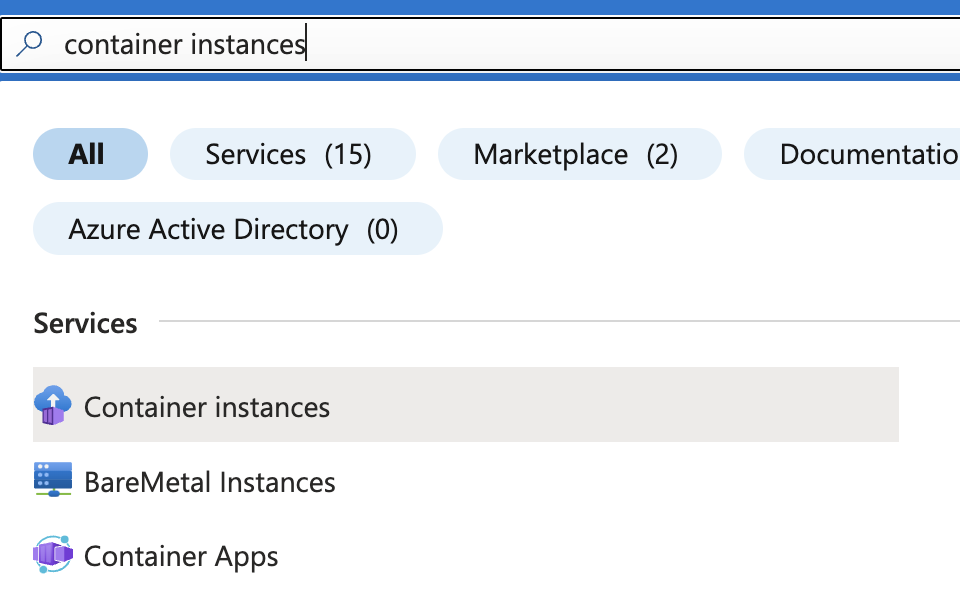 container instances
All Services (15) Marketplace (2) Documentatio
Azure Active Directory (0)
Services
Container instances
BareMetal Instances
Container Apps